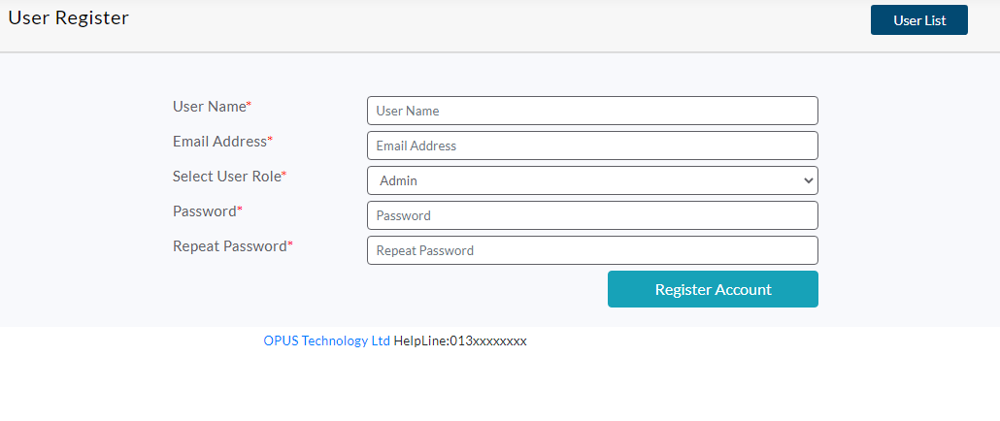 User Register
User List
User Name*
User Name
Email Address*
Email Address
Select User Role*
Admin
Password*
Password
Repeat Password*
Repeat Password
Register Account
OPUS Technology Ltd HelpLine:013xxxxxxxx